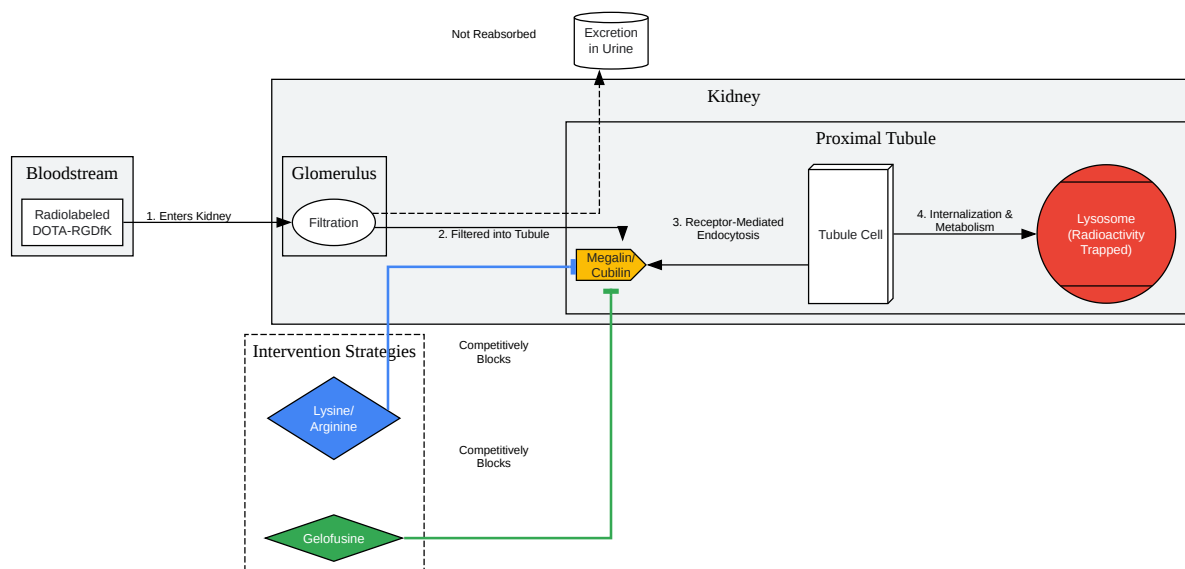 Not Reabsorbed
Excretion
in Urine
Kidney
Proximal Tubule
Bloodstream
Radiolabeled
DOTA-RGDfK
1. Enters Kidney
Glomerulus
Filtration
2. Filtered into Tubule
Megalin/
Cubilin
3. Receptor-Mediated
Endocytosis
Tubule Cell
4. Internalization &
Metabolism
Lysosome
(Radioactivity
Trapped)
Intervention Strategies
Competitively
Blocks
Lysine/
Arginine
Competitively
Blocks
Gelofusine